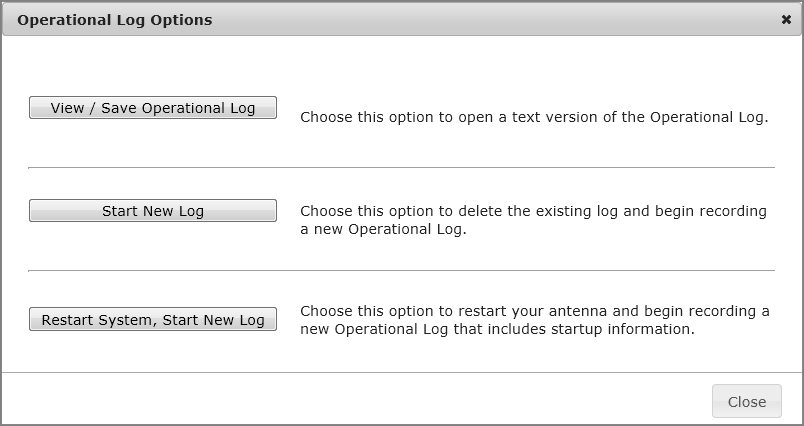 Operational Log Options
View / Save Operational Log
Choose this option to open a text version of the Operational Log.
Start New Log
Choose this option to delete the existing log and begin recording
a new Operational Log.
Restart System, Start New Log
Choose this option to restart your antenna and begin recording a
new Operational Log that includes startup information.
Close